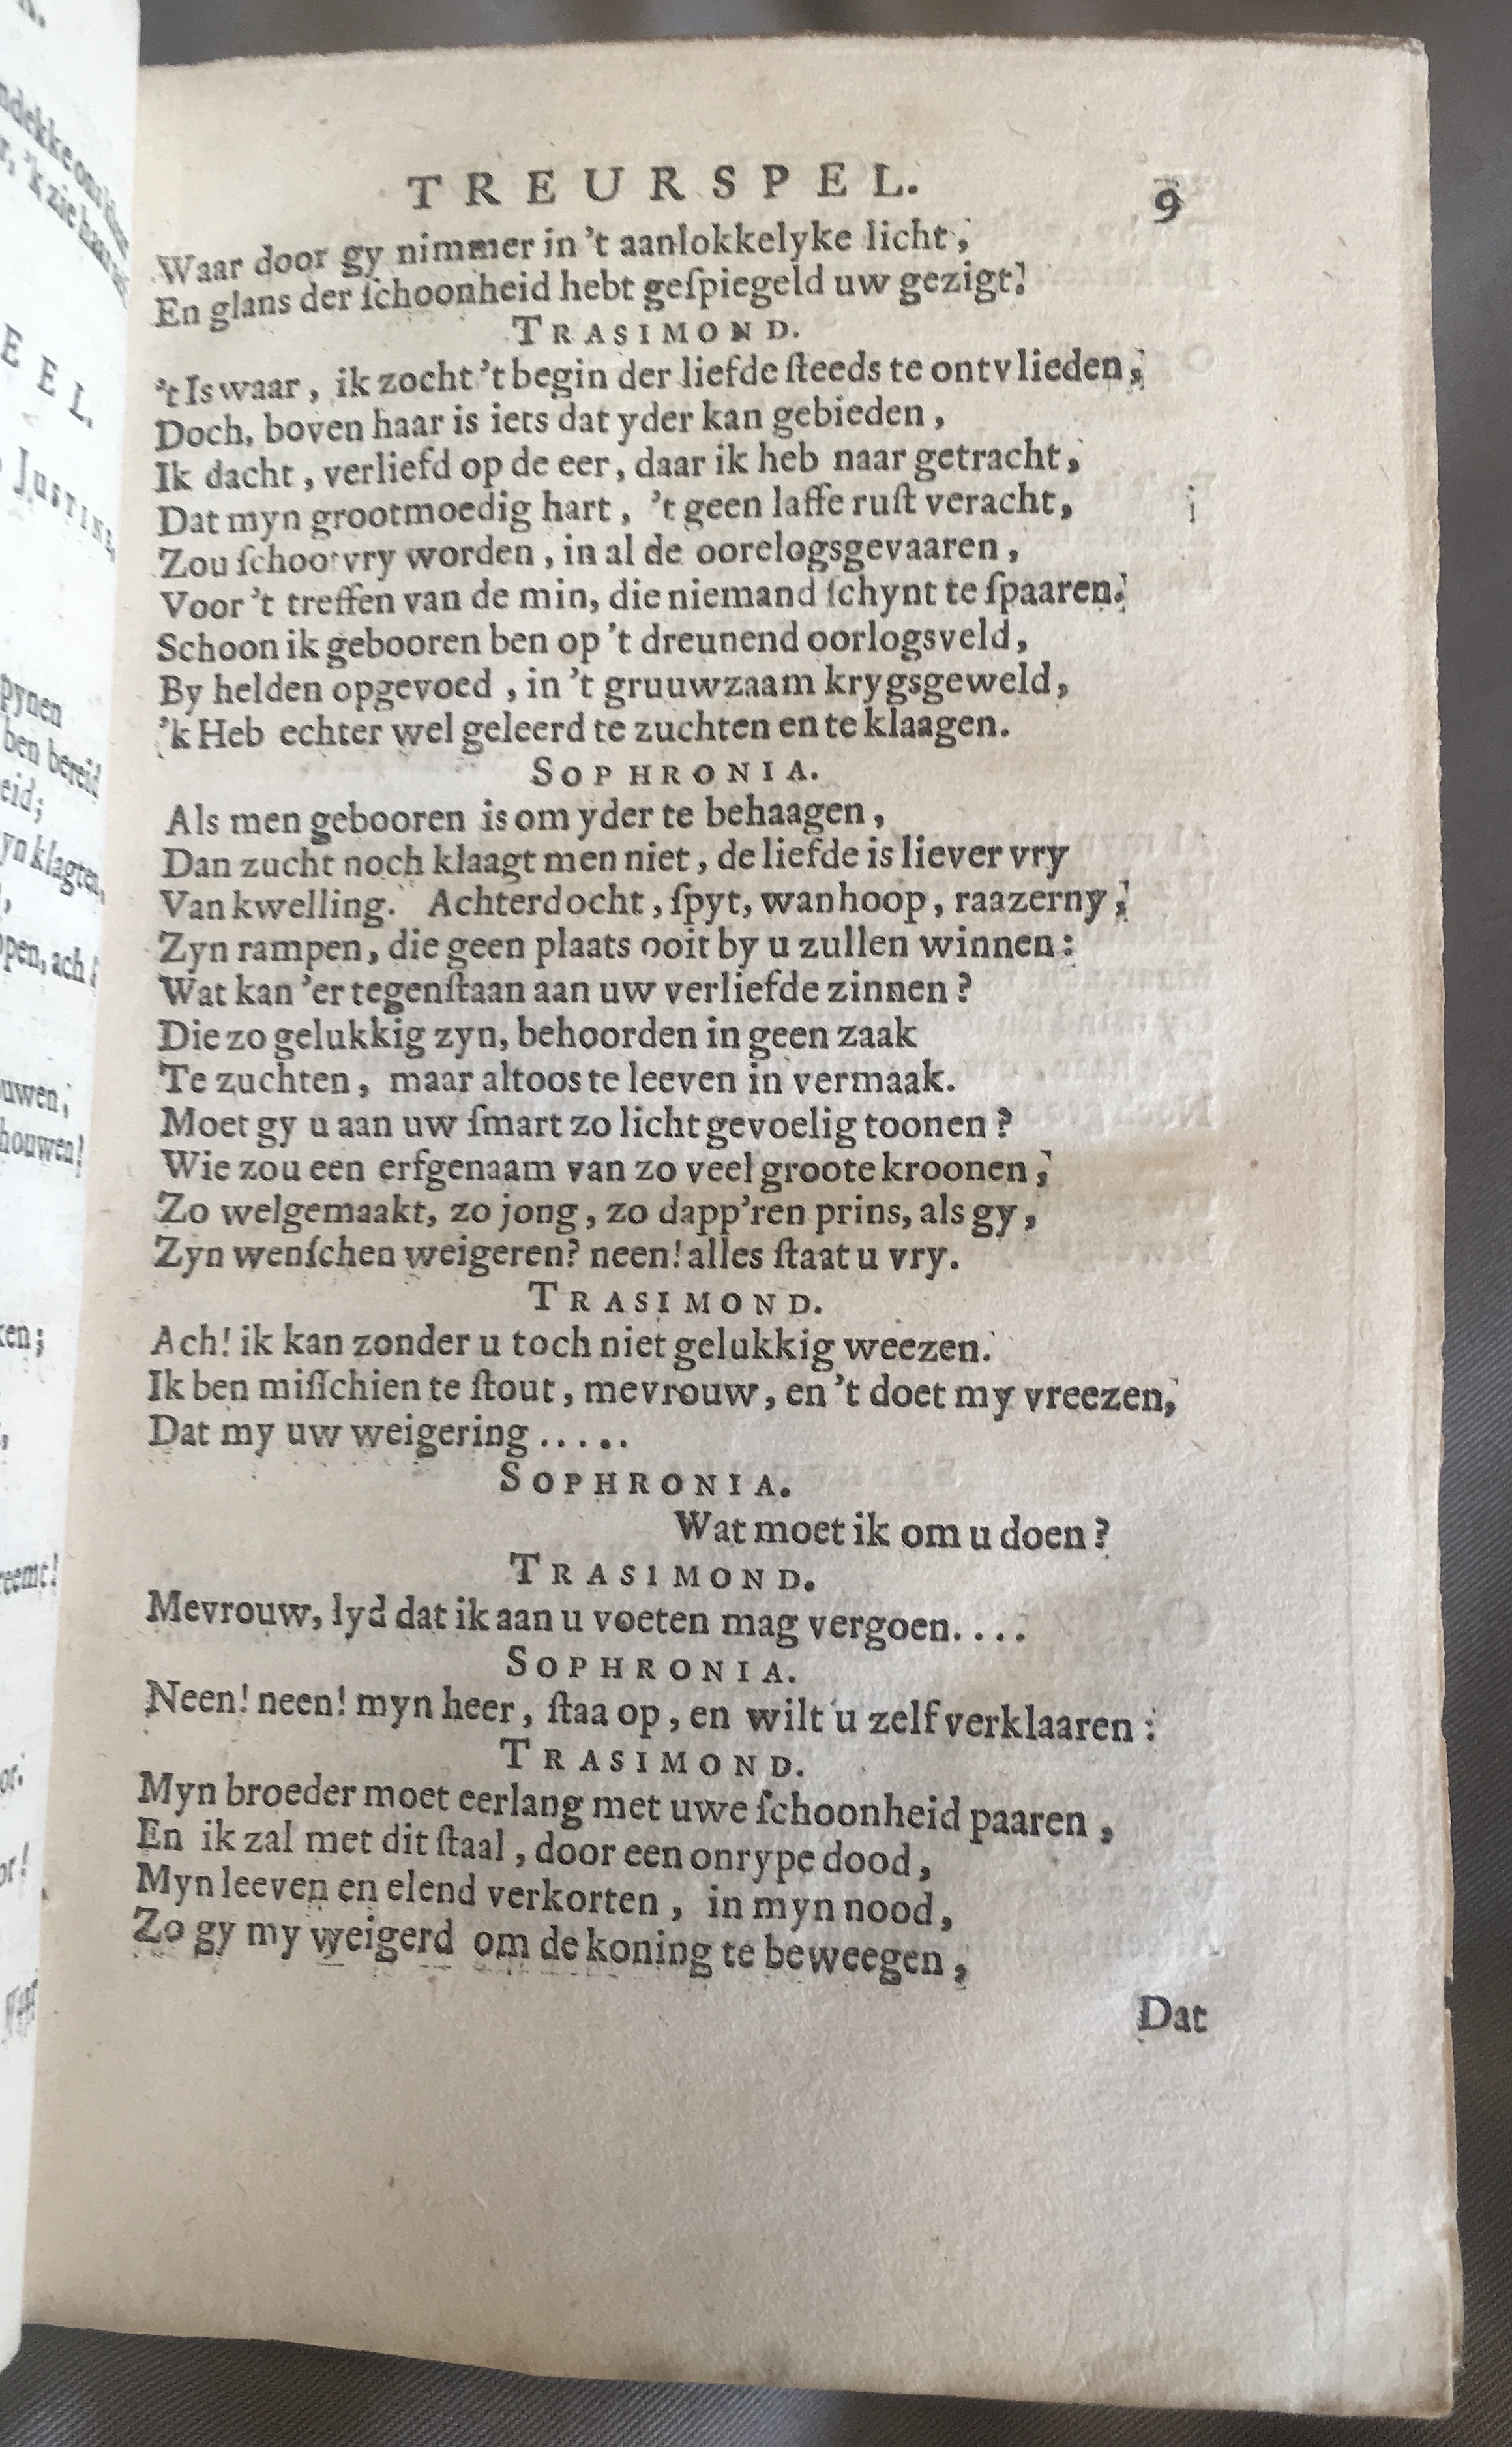 TREURSPEL. 9
Waar door gy nimmer in 't aanlokkelyke licht,
En glans der ſchoonheid hebt geſpiegeld uw gezigt!
TRASIMOND.
't Is waar, ik zocht 't begin der liefde ſteeds te ontvlieden,
Doch, boven haar is iets dat yder kan gebieden,
Ik dacht, verliefd op de eer, daar ik heb naar getracht,
Dat myn grootmoedig hart, 't geen laffe ruſt veracht,
Zou ſchootvry worden, in al de oorelogsgevaaren,
Voor 't treffen van de min, die niemand ſchynt te ſpaaren.
Schoon ik gebooren ben op 't dreunend oorlogsveld,
By helden opgevoed, in 't gruuwzaam krygsgeweld,
'k Heb echter wel geleerd te zuchten en te klaagen.
SOPHRONIA.
Als men gebooren is om yder te behaagen,
Dan zucht noch klaagt men niet, de liefde is liever vry
Van kwelling. Achterdocht, ſpyt, wanhoop, raazerny,
Zyn rampen, die geen plaats ooit by u zullen winnen:
Wat kan 'er tegenſtaan aan uw verliefde zinnen?
Die zo gelukkig zyn, behoorden in geen zaak
Te zuchten, maar altoos te leeven in vermaak.
Moet gy u aan uw ſmart zo licht gevoelig toonen?
Wie zou een erfgenaam van zo veel groote kroonen,
Zo welgemaakt, zo jong, zo dapp'ren prins, als gy,
Zyn wenſchen weigeren? neen! alles ſtaat u vry.
TRASIMOND.
Ach! ik kan zonder u toch niet gelukkig weezen.
Ik ben miſſchien te ſtout, mevrouw, en 't doet my vreezen,
Dat my uw weigering .....
SOPHRONIA.
Wat moet ik om u doen?
TRASIMOND.
Mevrouw, lyd dat ik aan u voeten mag vergoen....
SOPHRONIA.
Neen! neen! myn heer, ſtaa op, en wilt u zelf verklaaren:
TRASIMOND.
Myn broeder moet eerlang met uwe ſchoonheid paaren,
En ik zal met dit ſtaal, door een onrype dood,
Myn leeven en elend verkorten, in myn nood,
Zo gy my weigerd om de koning te beweegen,
Dat